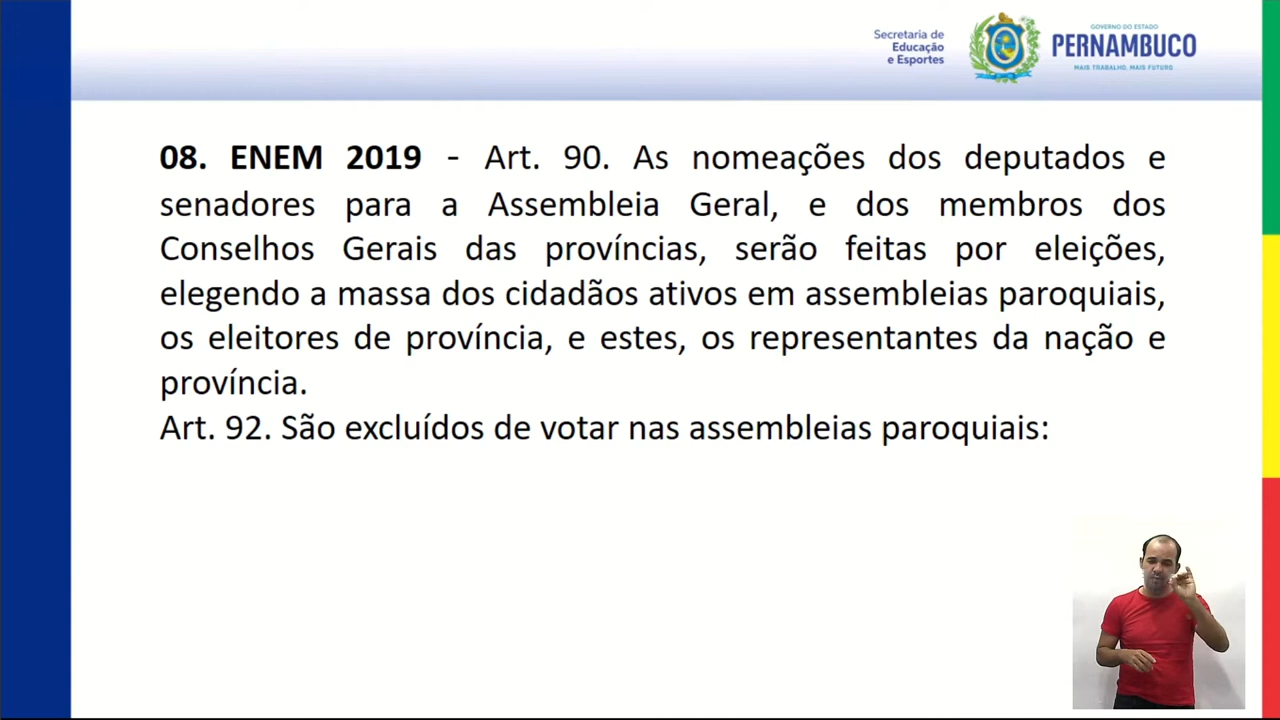 Secretaria de
Educação
e Esportes
GOVERNO DO ESTADO
PERNAMBUCO
MAIS TRABALHO, MAIS FUTURO
08. ENEM 2019 - Art. 90. As nomeações dos deputados e
senadores para a Assembleia Geral, e dos membros dos
Conselhos Gerais das províncias, serão feitas por eleições,
elegendo a massa dos cidadãos ativos em assembleias paroquiais,
os eleitores de província, e estes, os representantes da nação e
província.
Art. 92. São excluídos de votar nas assembleias paroquiais: